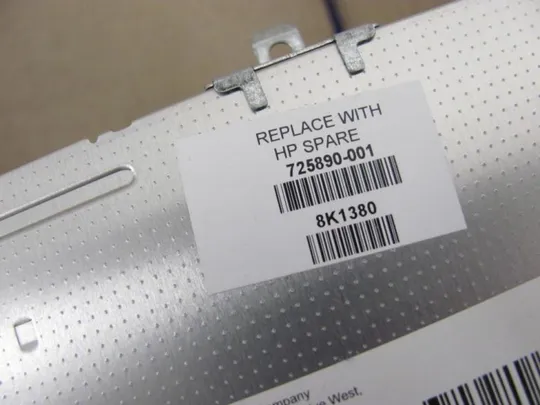 REPLACE WITH
HP SPARE
725890-001
8K1380
West,